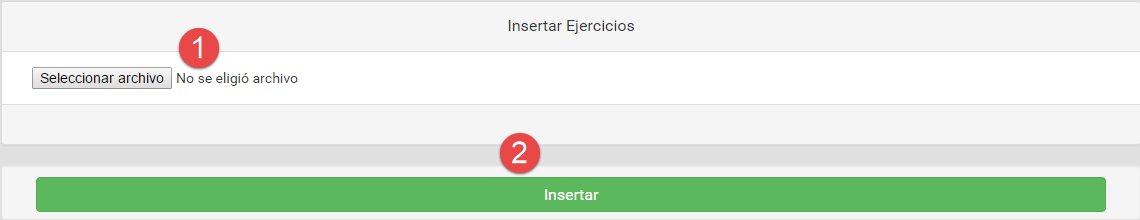 Insertar Ejercicios
1
Seleccionar archivo No se eligió archivo
2
Insertar